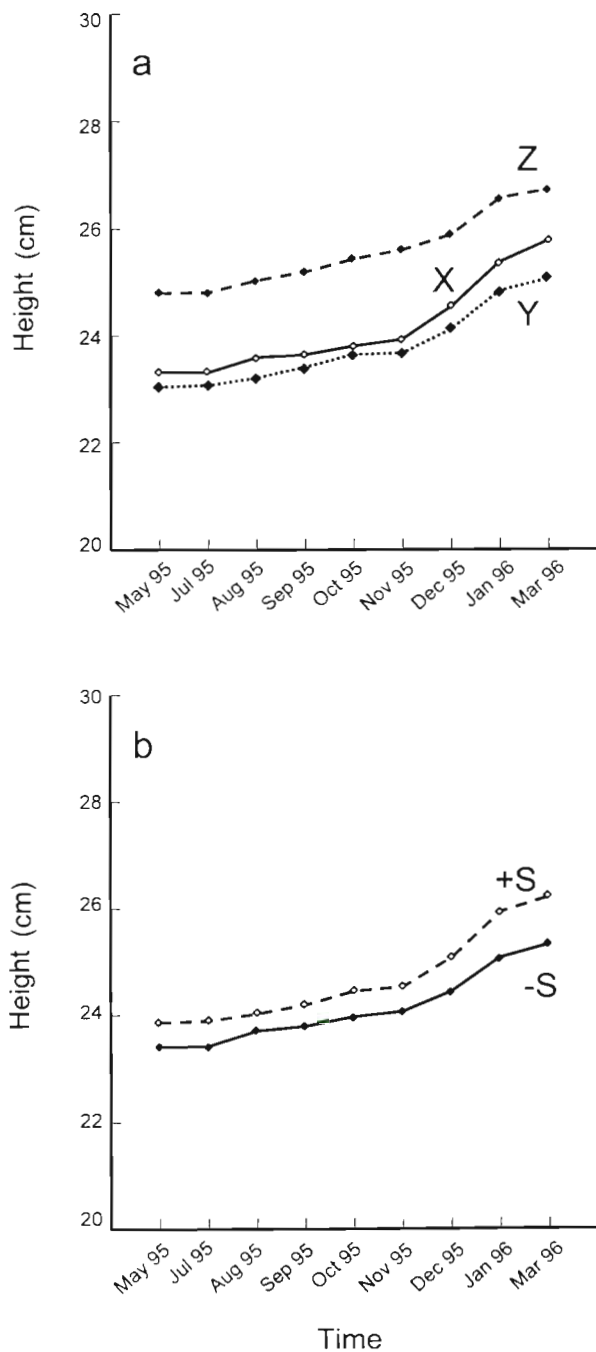 a
Height (cm)
30
28
26
24
22
20
Z
X
Y
May 95
Jul 95
Aug 95
Sep 95
Oct 95
Nov 95
Dec 95
Jan 96
Mar 96
b
Height (cm)
30
28
26
24
22
20
+S
-S
May 95
Jul 95
Aug 95
Sep 95
Oct 95
Nov 95
Dec 95
Jan 96
Mar 96
Time